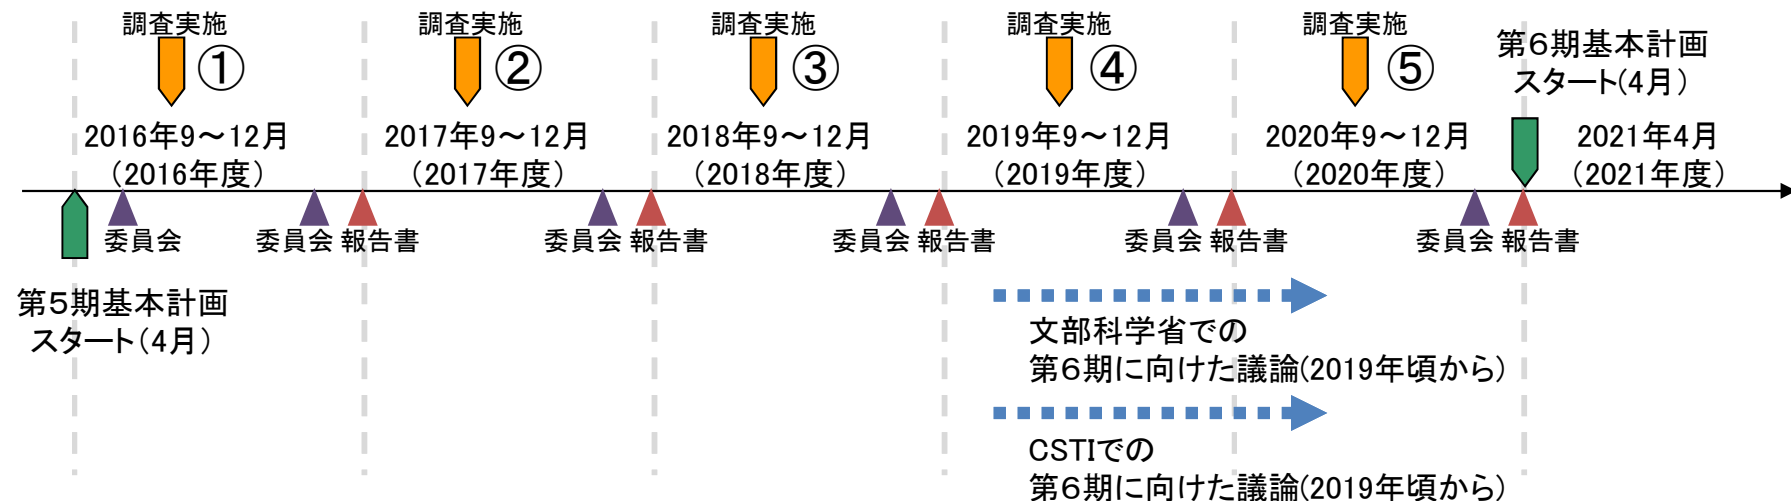 調査実施
①
調査実施
②
調査実施
③
調査実施
④
調査実施
⑤
第６期基本計画
スタート(4月)
2016年9～12月
（2016年度）
2017年9～12月
（2017年度）
2018年9～12月
（2018年度）
2019年9～12月
（2019年度）
2020年9～12月
（2020年度）
2021年4月
（2021年度）
委員会
委員会
報告書
委員会
報告書
委員会
報告書
委員会
報告書
委員会
報告書
第５期基本計画
スタート（4月）
文部科学省での
第６期に向けた議論(2019年頃から)
CSTIでの
第６期に向けた議論(2019年頃から)